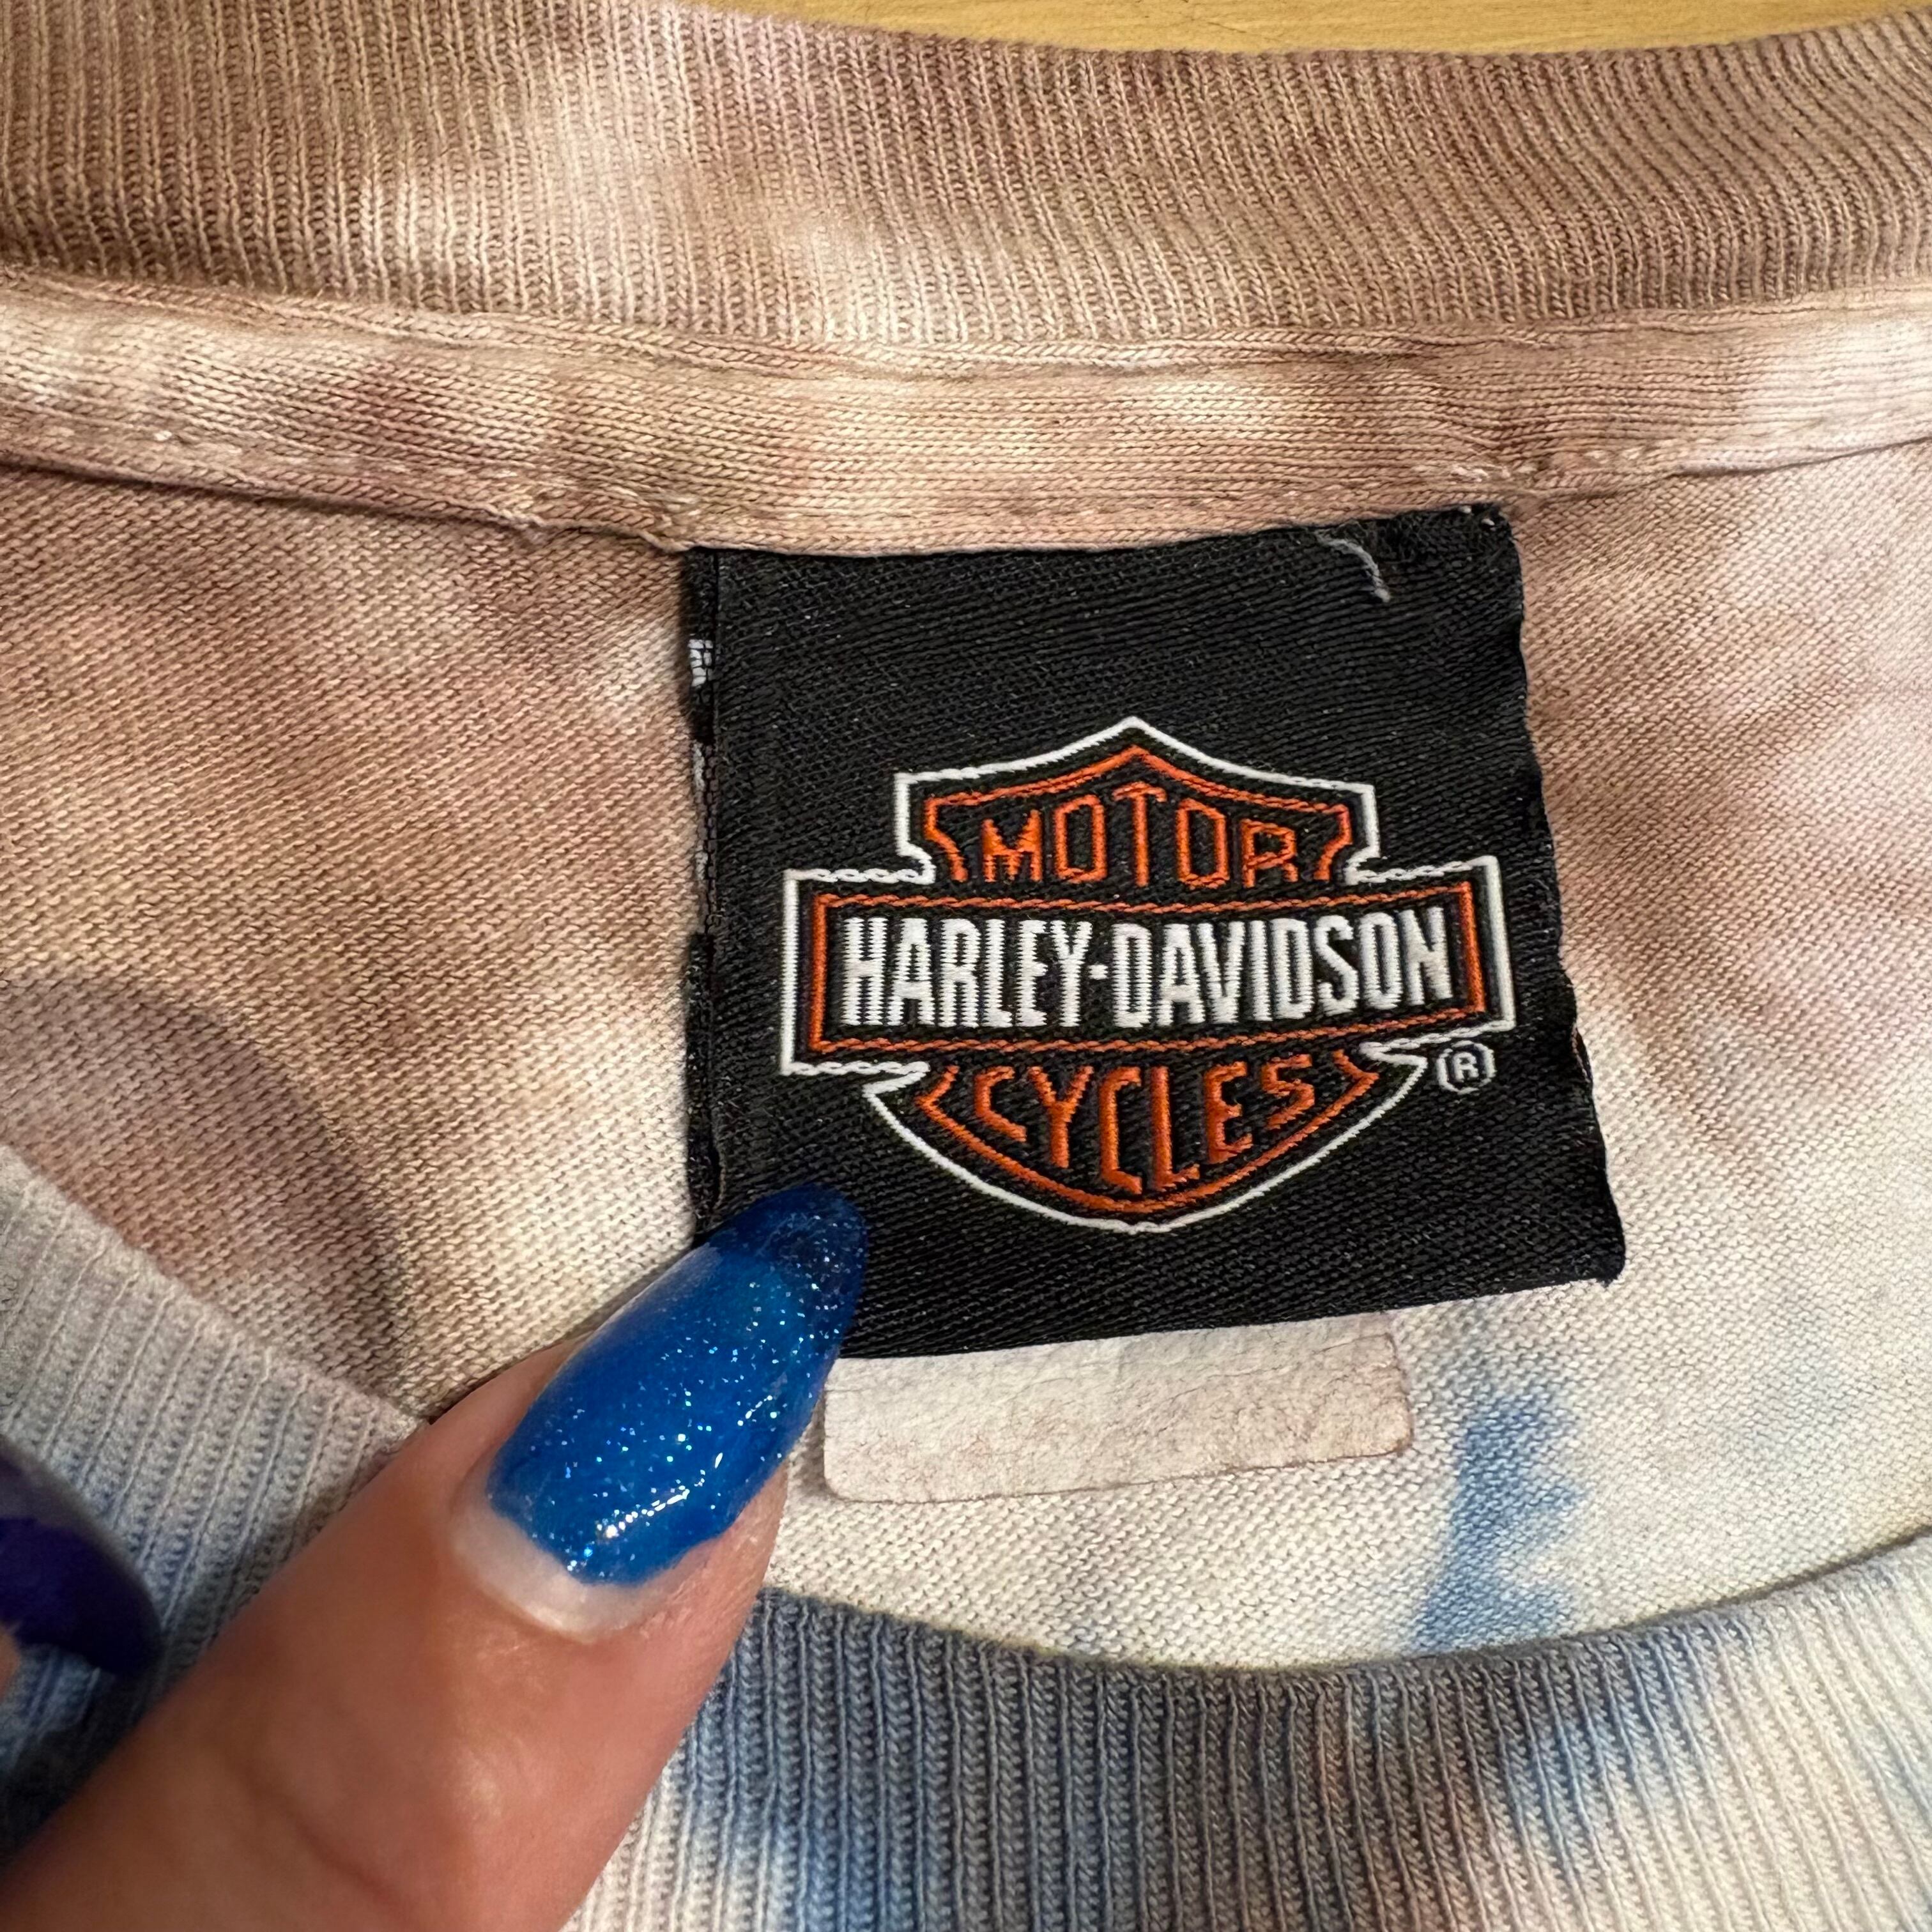 MOTOR
HARLEY-DAVIDSON
CYCLES
®